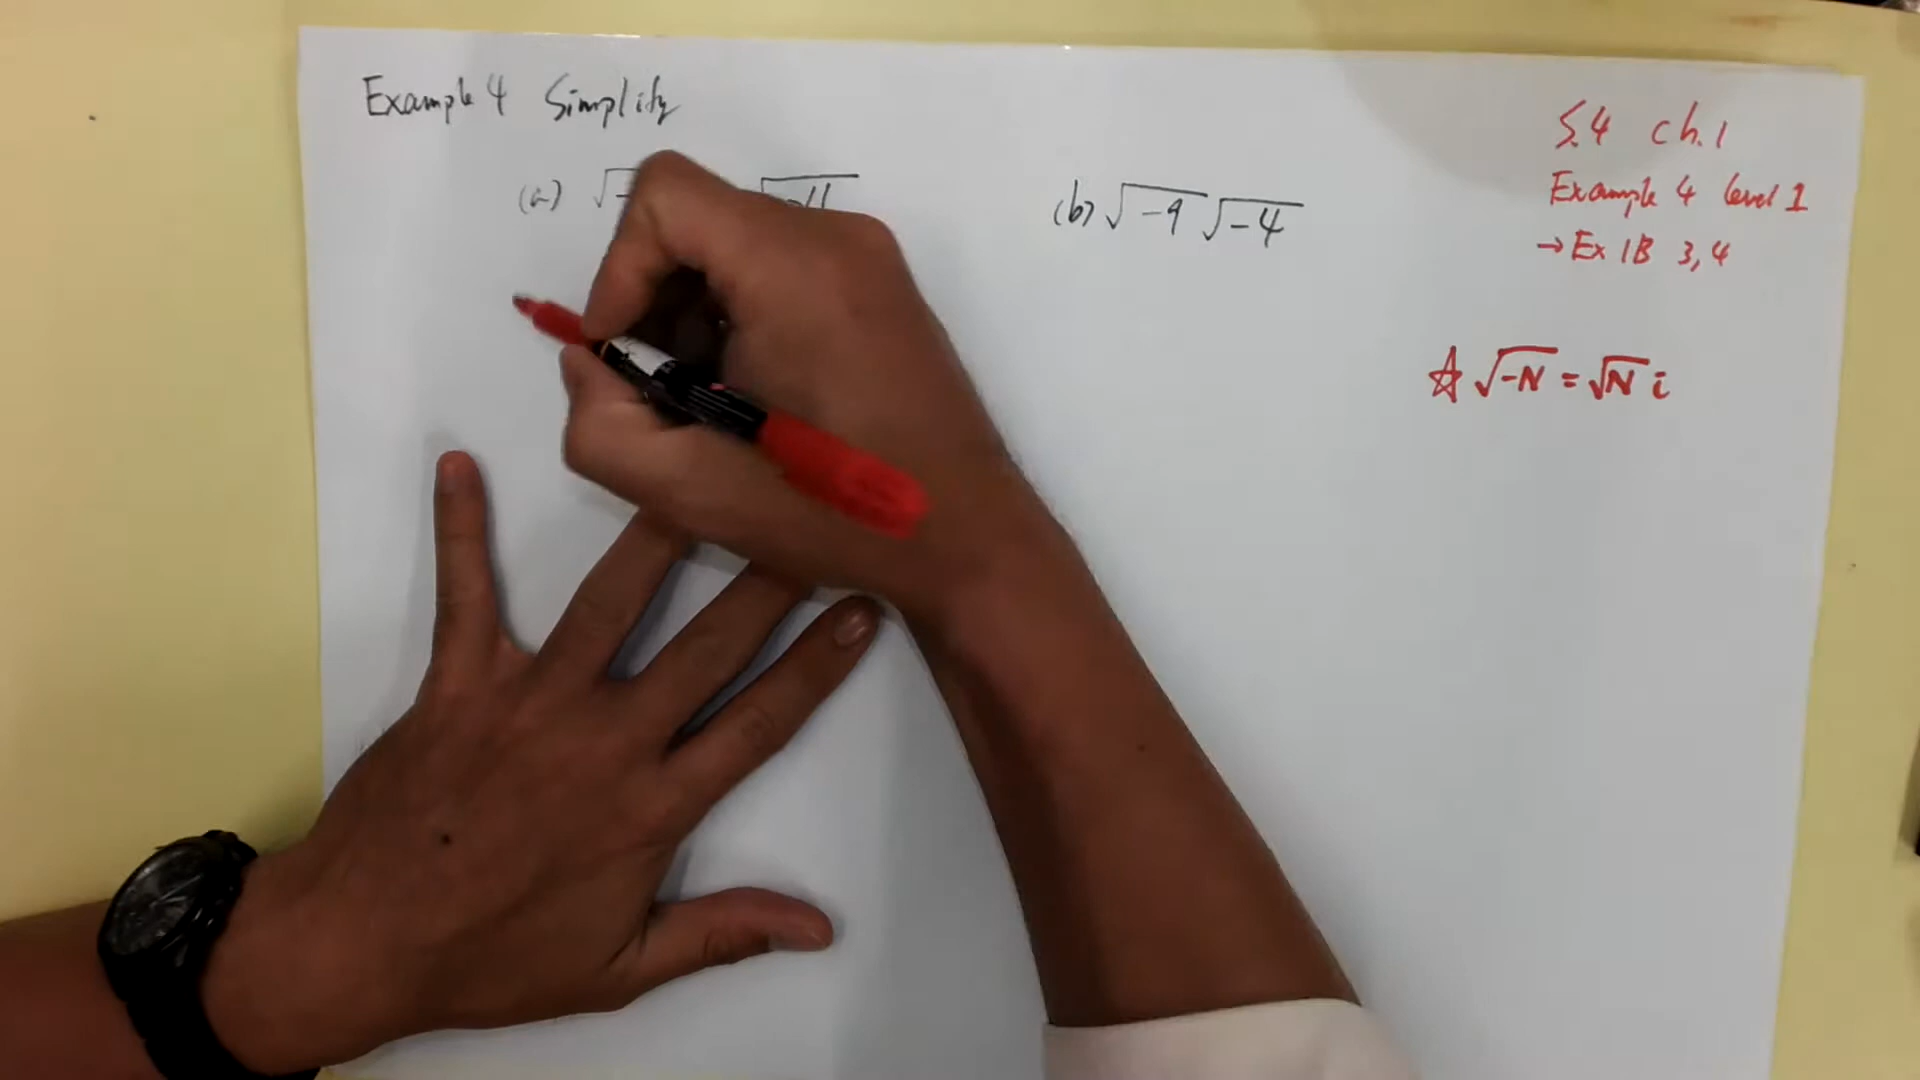 Example 4 Simplify
(a) √-
(b) √-9 √-4
S.4 ch.1
Example 4 level 1
→ Ex 1B 3,4
☆ √-N = √N i